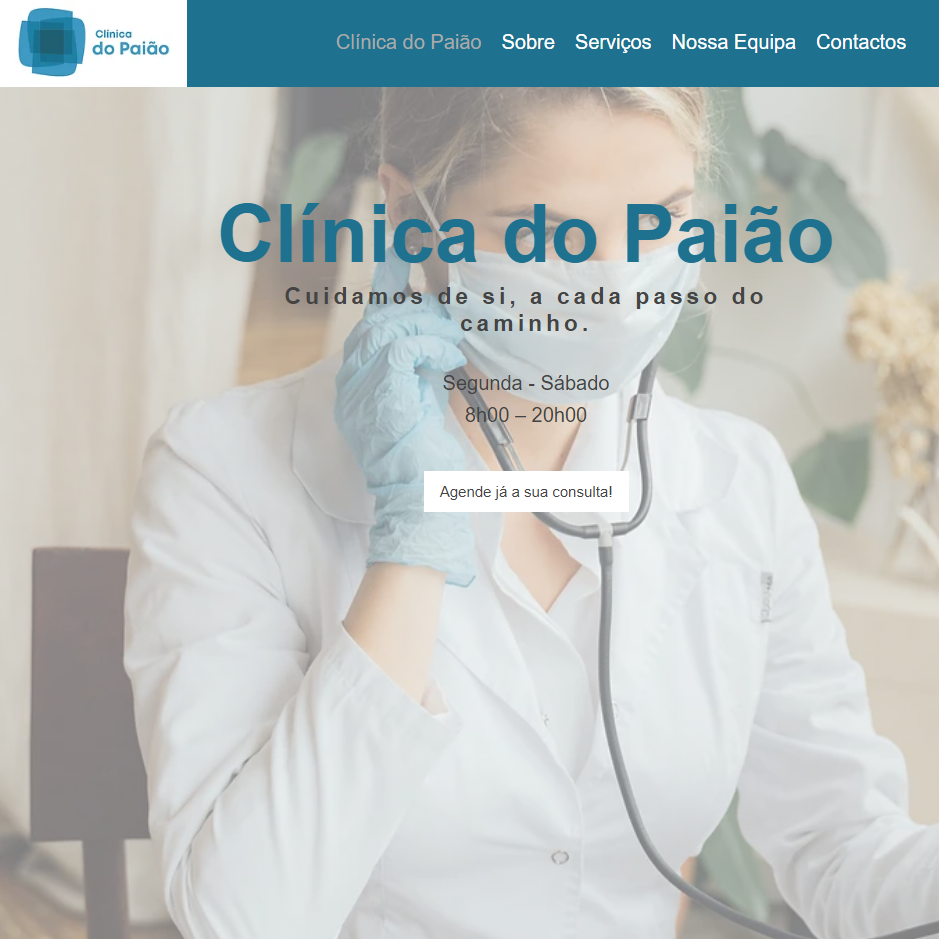 Clínica
do Paião
Clínica do Paião Sobre Serviços Nossa Equipa Contactos
Clínica do Paião
Cuidamos de si, a cada passo do
caminho.
Segunda - Sábado
8h00 – 20h00
Agende já a sua consulta!